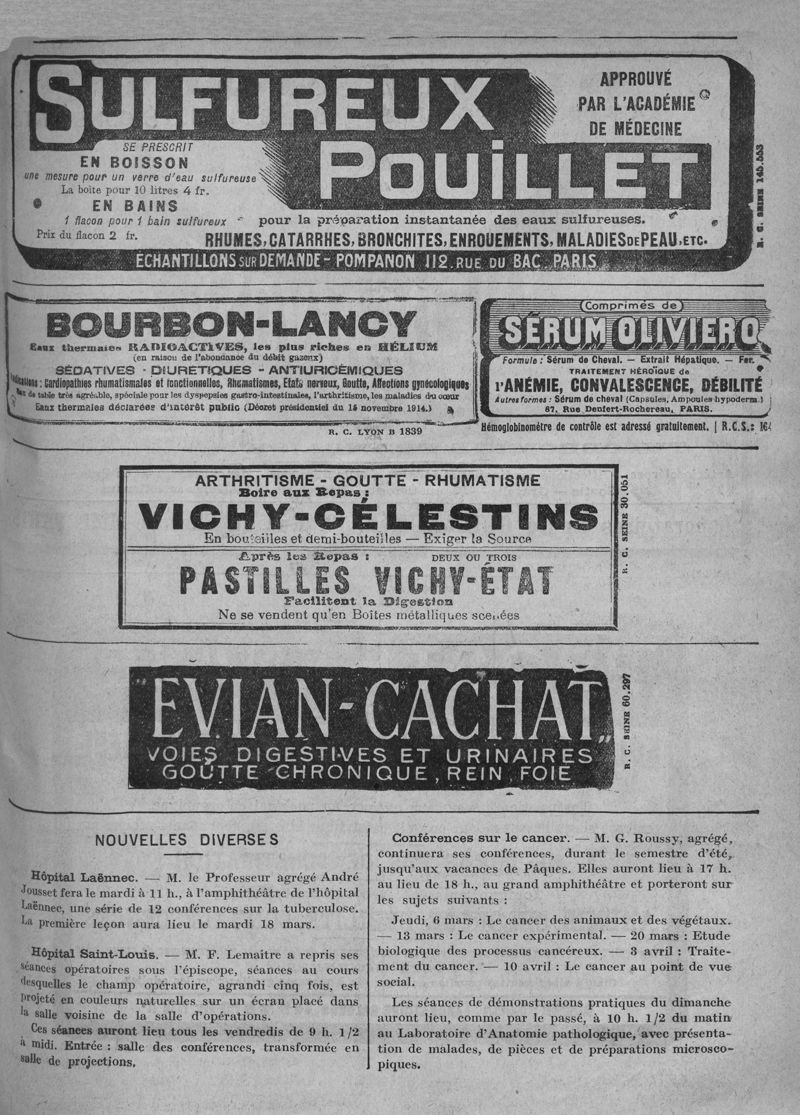 SULFUREUX
POUILLET
APPROUVÉ
PAR L'ACADÉMIE
DE MÉDECINE
SE PRESCRIT
EN BOISSON
une mesure pour un verre d'eau sulfureuse
La boîte pour 10 litres 4 fr.
EN BAINS
1 flacon pour 1 bain sulfureux
Prix du flacon 2 fr.
pour la préparation instantanée des eaux sulfureuses.
RHUMES, CATARRHES, BRONCHITES, ENROUEMENTS, MALADIES DE PEAU, ETC.
ÉCHANTILLONS SUR DEMANDE - POMPANON 112, RUE DU BAC, PARIS
R. C. SEINE 145.553
BOURBON-LANCY
Eaux thermales RADIOACTIVES, les plus riches en HÉLIUM
(en raison de l'abondance du débit gazeux)
SÉDATIVES - DIURÉTIQUES - ANTIURICÉMIQUES
Indications : Cardiopathies rhumatismales et fonctionnelles, Rhumatismes, Etats nerveux, Goutte, Affections gynécologiques
de table très agréable, spéciale pour les dyspepsies gastro-intestinales, l'arthritisme, les maladies du cœur
Eaux thermales déclarées d'intérêt public (Décret présidentiel du 15 novembre 1914.)
R. C. LYON B 1839
(Comprimés de)
SÉRUM OLIVIERO
Formule : Sérum de Cheval. — Extrait Hépatique. — Fer.
TRAITEMENT HÉROÏQUE de
l'ANÉMIE, CONVALESCENCE, DÉBILITÉ
Autres formes : Sérum de cheval (Capsules, Ampoules hypoderm.)
67, Rue Denfert-Rochereau, PARIS.
Hémoglobinomètre de contrôle est adressé gratuitement. | R.C.S.:
ARTHRITISME - GOUTTE - RHUMATISME
Boire aux Repas :
VICHY-CÉLESTINS
En bouteilles et demi-bouteilles — Exiger la Source
Après les Repas : DEUX OU TROIS
PASTILLES VICHY-ÉTAT
Facilitent la Digestion
Ne se vendent qu'en Boîtes métalliques scellées
R. C. SEINE 30.051
"EVIAN-CACHAT"
VOIES DIGESTIVES ET URINAIRES
GOUTTE CHRONIQUE, REIN, FOIE
R. C. SEINE 60.297
NOUVELLES DIVERSES
Hôpital Laënnec. — M. le Professeur agrégé André
Jousset fera le mardi à 11 h., à l'amphithéâtre de l'hôpital
Laënnec, une série de 12 conférences sur la tuberculose.
La première leçon aura lieu le mardi 18 mars.
Hôpital Saint-Louis. — M. F. Lemaître a repris ses
séances opératoires sous l'épiscope, séances au cours
desquelles le champ opératoire, agrandi cinq fois, est
projeté en couleurs naturelles sur un écran placé dans
la salle voisine de la salle d'opérations.
Ces séances auront lieu tous les vendredis de 9 h. 1/2
à midi. Entrée : salle des conférences, transformée en
salle de projections.
Conférences sur le cancer. — M. G. Roussy, agrégé,
continuera ses conférences, durant le semestre d'été,
jusqu'aux vacances de Pâques. Elles auront lieu à 17 h.
au lieu de 18 h., au grand amphithéâtre et porteront sur
les sujets suivants :
Jeudi, 6 mars : Le cancer des animaux et des végétaux.
— 13 mars : Le cancer expérimental. — 20 mars : Etude
biologique des processus cancéreux. — 3 avril : Traite-
ment du cancer. — 10 avril : Le cancer au point de vue
social.
Les séances de démonstrations pratiques du dimanche
auront lieu, comme par le passé, à 10 h. 1/2 du matin
au Laboratoire d'Anatomie pathologique, avec présenta-
tion de malades, de pièces et de préparations microsco-
piques.